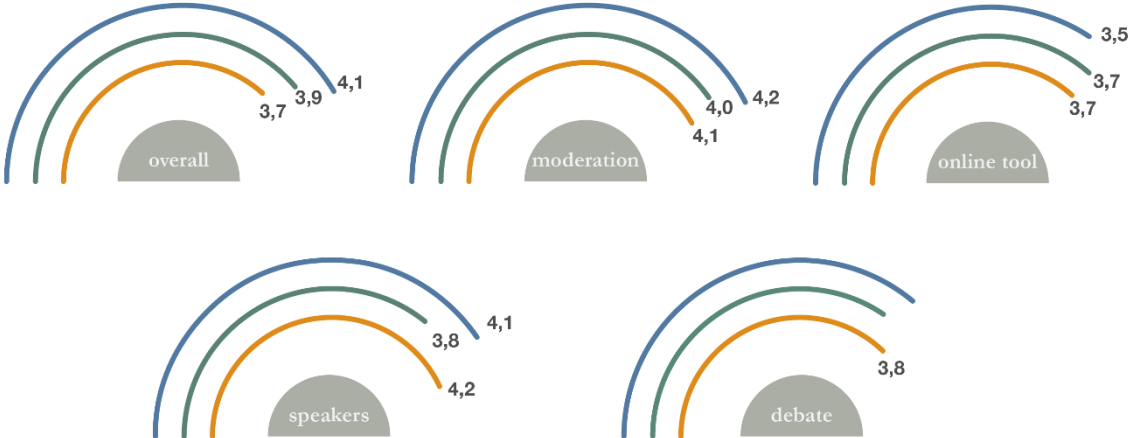 4,1
3,9
3,7
overall
4,2
4,0
4,1
moderation
3,5
3,7
3,7
online tool
4,1
3,8
4,2
speakers
3,8
debate